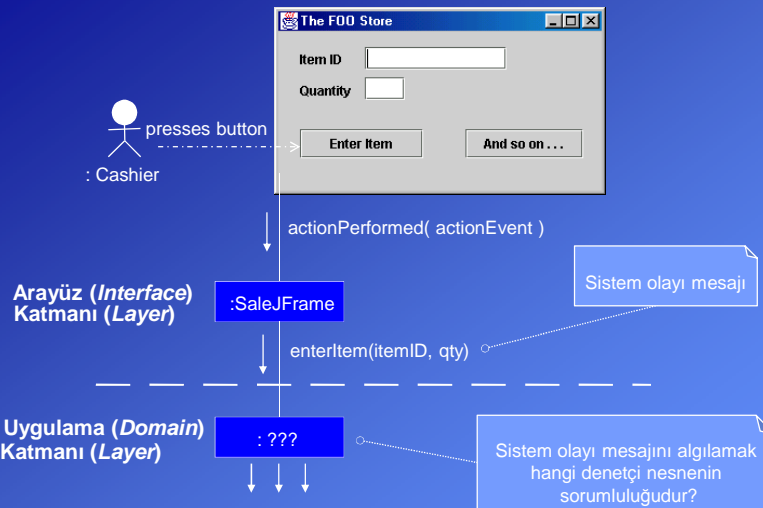 The FOO Store
Item ID
Quantity
Enter Item
And so on . . .
presses button
: Cashier
actionPerformed( actionEvent )
Sistem olayı mesajı
Arayüz (Interface)
Katmanı (Layer)
:SaleJFrame
enterItem(itemID, qty)
Uygulama (Domain)
Katmanı (Layer)
: ???
Sistem olayı mesajını algılamak
hangi denetçi nesnenin
sorumluluğudur?